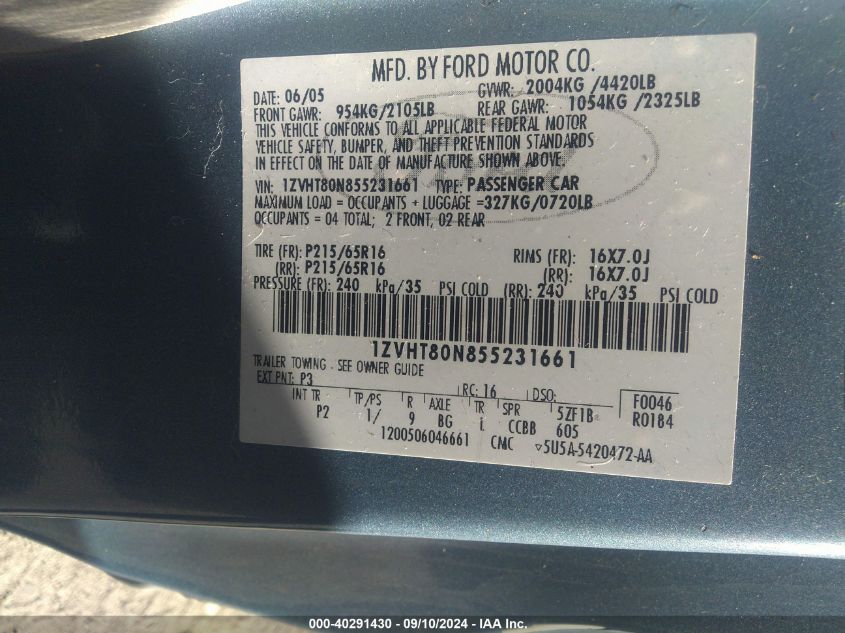 MFD. BY FORD MOTOR CO.
DATE: 06/05 GVWR: 2004KG /4420LB
FRONT GAWR: 954KG/2105LB REAR GAWR: 1054KG /2325LB
THIS VEHICLE CONFORMS TO ALL APPLICABLE FEDERAL MOTOR
VEHICLE SAFETY, BUMPER, AND THEFT PREVENTION STANDARDS
IN EFFECT ON THE DATE OF MANUFACTURE SHOWN ABOVE.
VIN: 1ZVHT80N855231661 TYPE: PASSENGER CAR
MAXIMUM LOAD = OCCUPANTS + LUGGAGE =327KG/0720LB
OCCUPANTS = 04 TOTAL; 2 FRONT, 02 REAR
TIRE (FR): P215/65R16 RIMS (FR): 16X7.0J
(RR): P215/65R16 (RR): 16X7.0J
PRESSURE (FR): 240 kPa/35 PSI COLD (RR): 240 kPa/35 PSI COLD
1ZVHT80N855231661
TRAILER TOWING - SEE OWNER GUIDE
EXT PNT: P3 RC: 16 DSO: F0046
INT TR TP/PS R AXLE TR SPR 5ZF1B R0184
P2 1/ 9 BG L CCBB 605
1200506046661 CMC ▽5U5A-5420472-AA
000-40291430 - 09/10/2024 - IAA Inc.